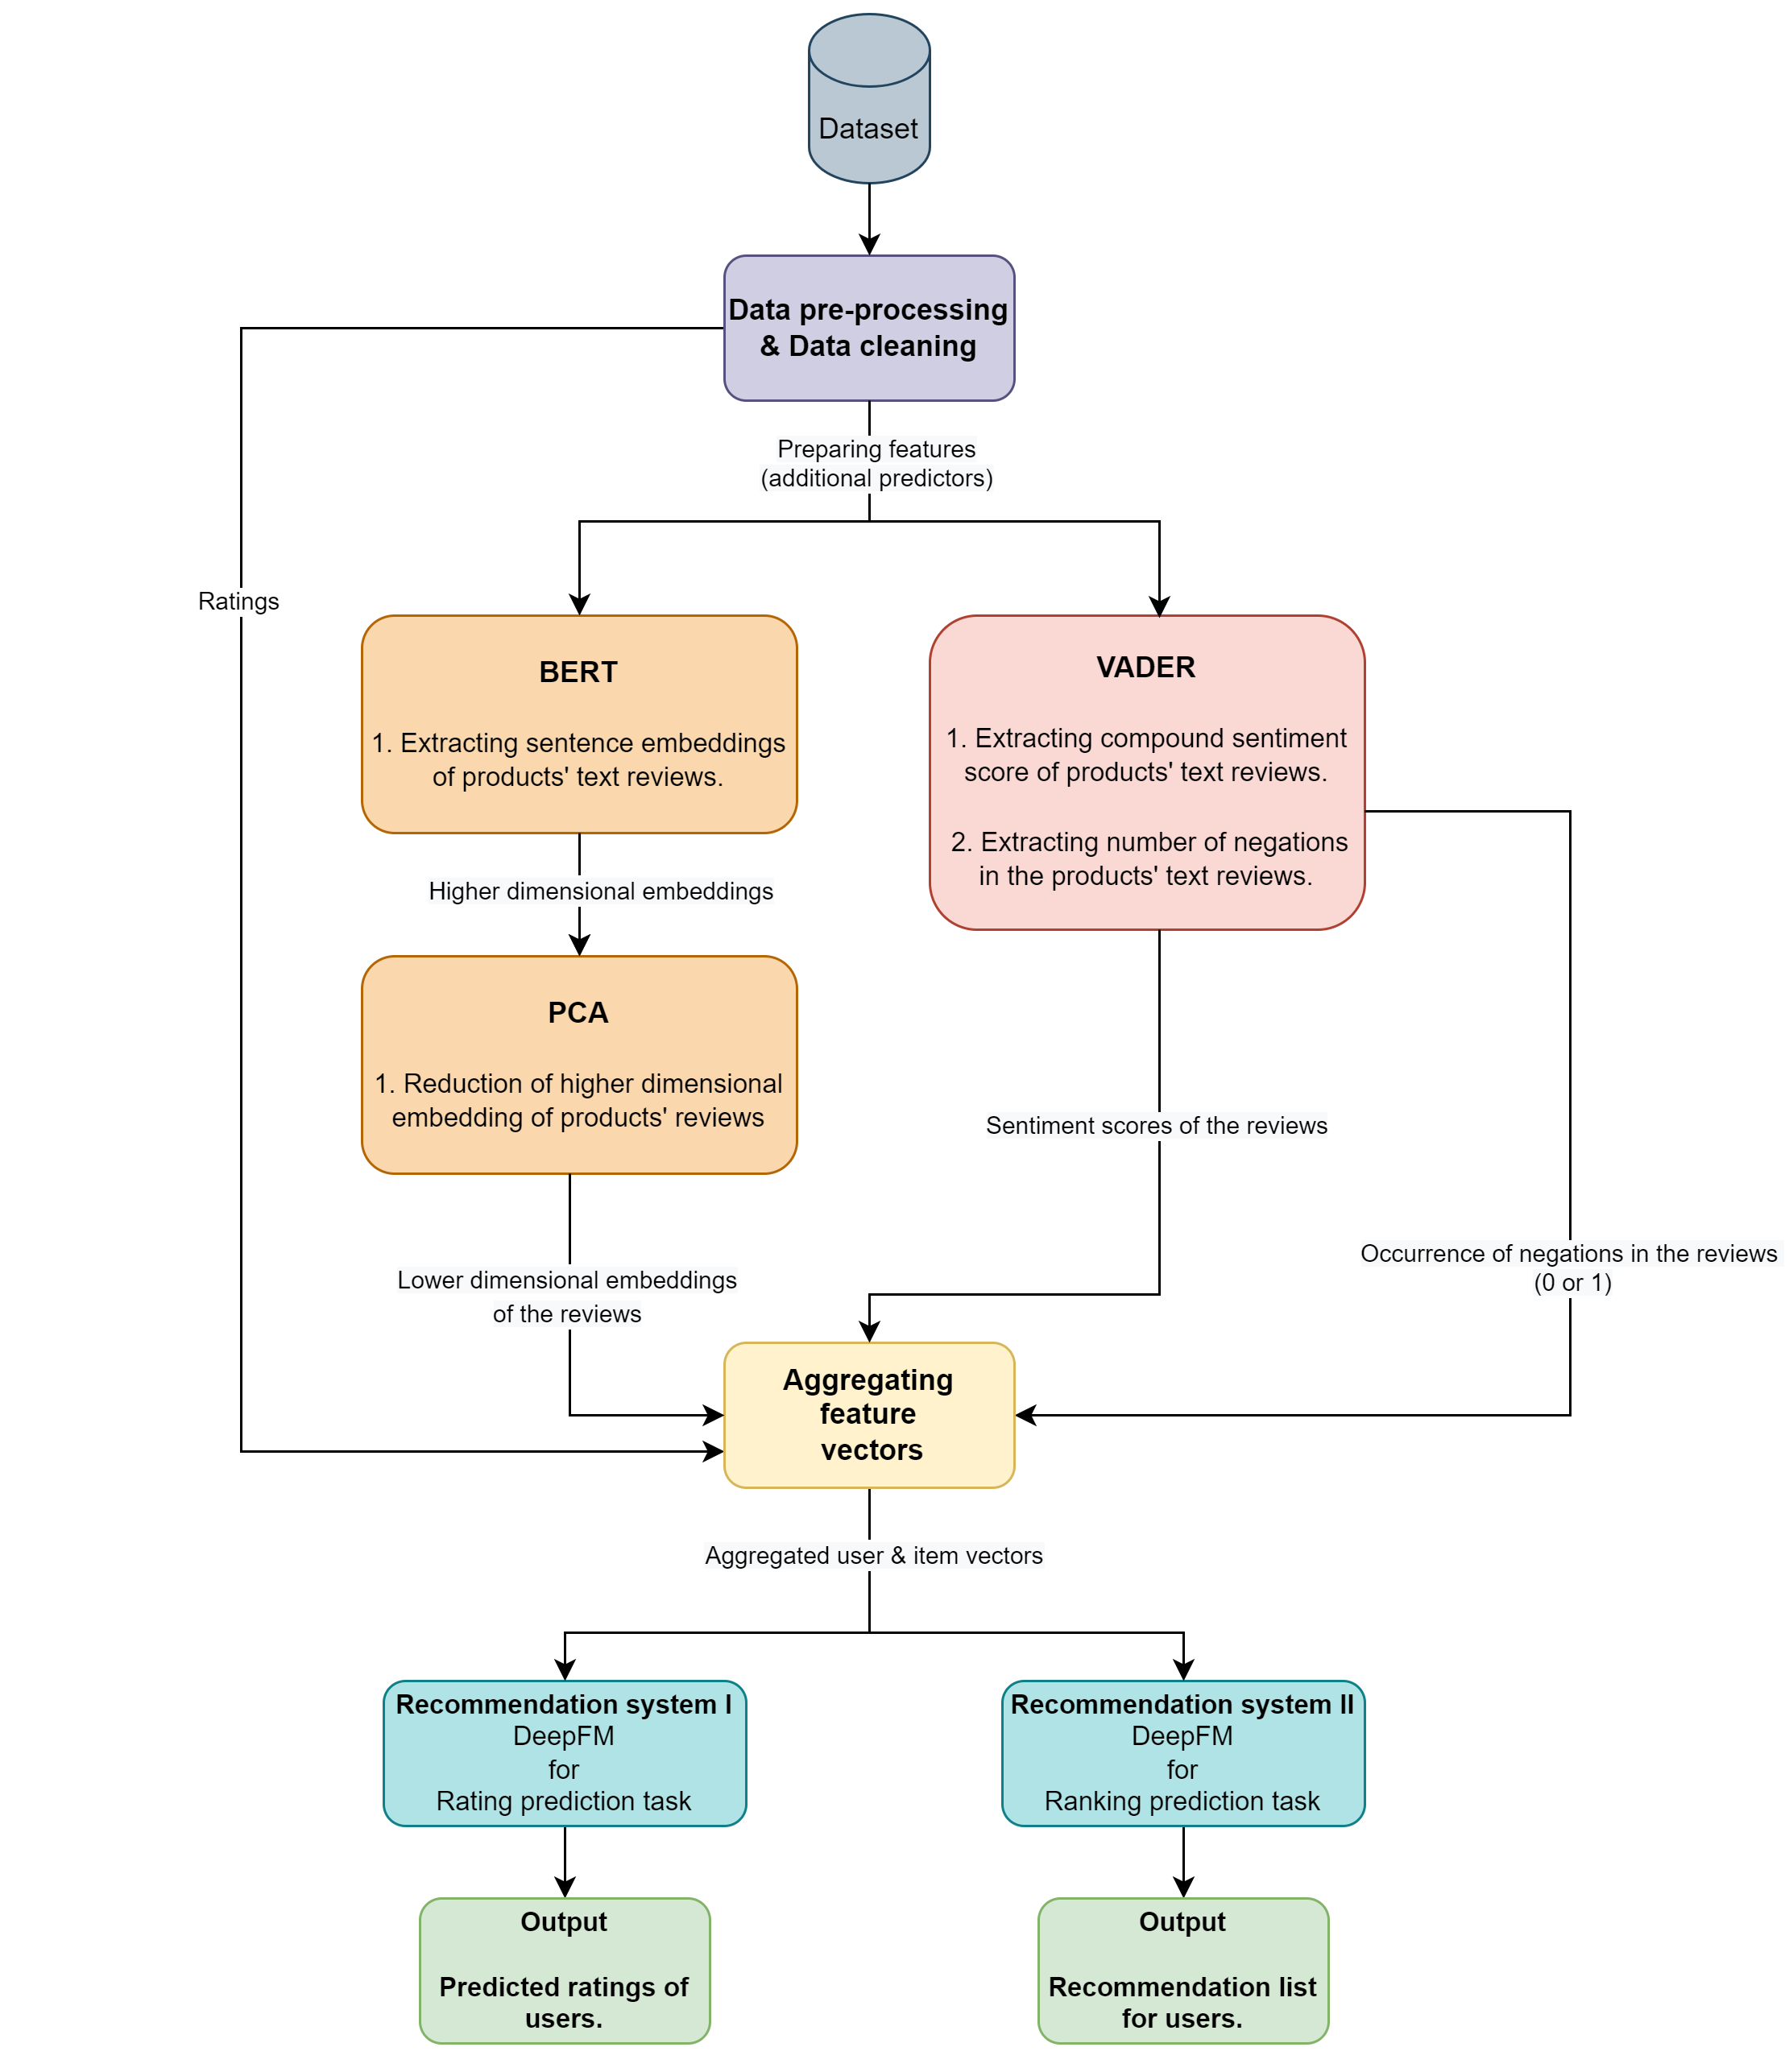 Dataset
Data pre-processing
& Data cleaning
Preparing features
(additional predictors)
Ratings
BERT
1. Extracting sentence embeddings
of products' text reviews.
VADER
1. Extracting compound sentiment
score of products' text reviews.
2. Extracting number of negations
in the products' text reviews.
Higher dimensional embeddings
PCA
1. Reduction of higher dimensional
embedding of products' reviews
Sentiment scores of the reviews
Occurrence of negations in the reviews
(0 or 1)
Lower dimensional embeddings
of the reviews
Aggregating
feature
vectors
Aggregated user & item vectors
Recommendation system I
DeepFM
for
Rating prediction task
Recommendation system II
DeepFM
for
Ranking prediction task
Output
Predicted ratings of
users.
Output
Recommendation list
for users.